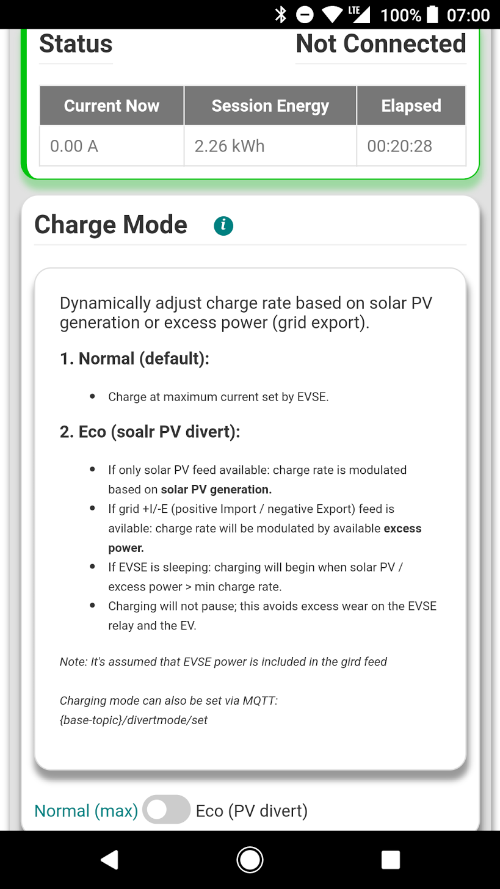 LTE 100% 07:00
Status Not Connected
Current Now Session Energy Elapsed
0.00 A 2.26 kWh 00:20:28
Charge Mode i
Dynamically adjust charge rate based on solar PV
generation or excess power (grid export).
1. Normal (default):
• Charge at maximum current set by EVSE.
2. Eco (soalr PV divert):
• If only solar PV feed available: charge rate is modulated
based on solar PV generation.
• If grid +I/-E (positive Import / negative Export) feed is
avilable: charge rate will be modulated by available excess
power.
• If EVSE is sleeping: charging will begin when solar PV /
excess power > min charge rate.
• Charging will not pause; this avoids excess wear on the EVSE
relay and the EV.
Note: It's assumed that EVSE power is included in the gird feed
Charging mode can also be set via MQTT:
{base-topic}/divertmode/set
Normal (max) Eco (PV divert)